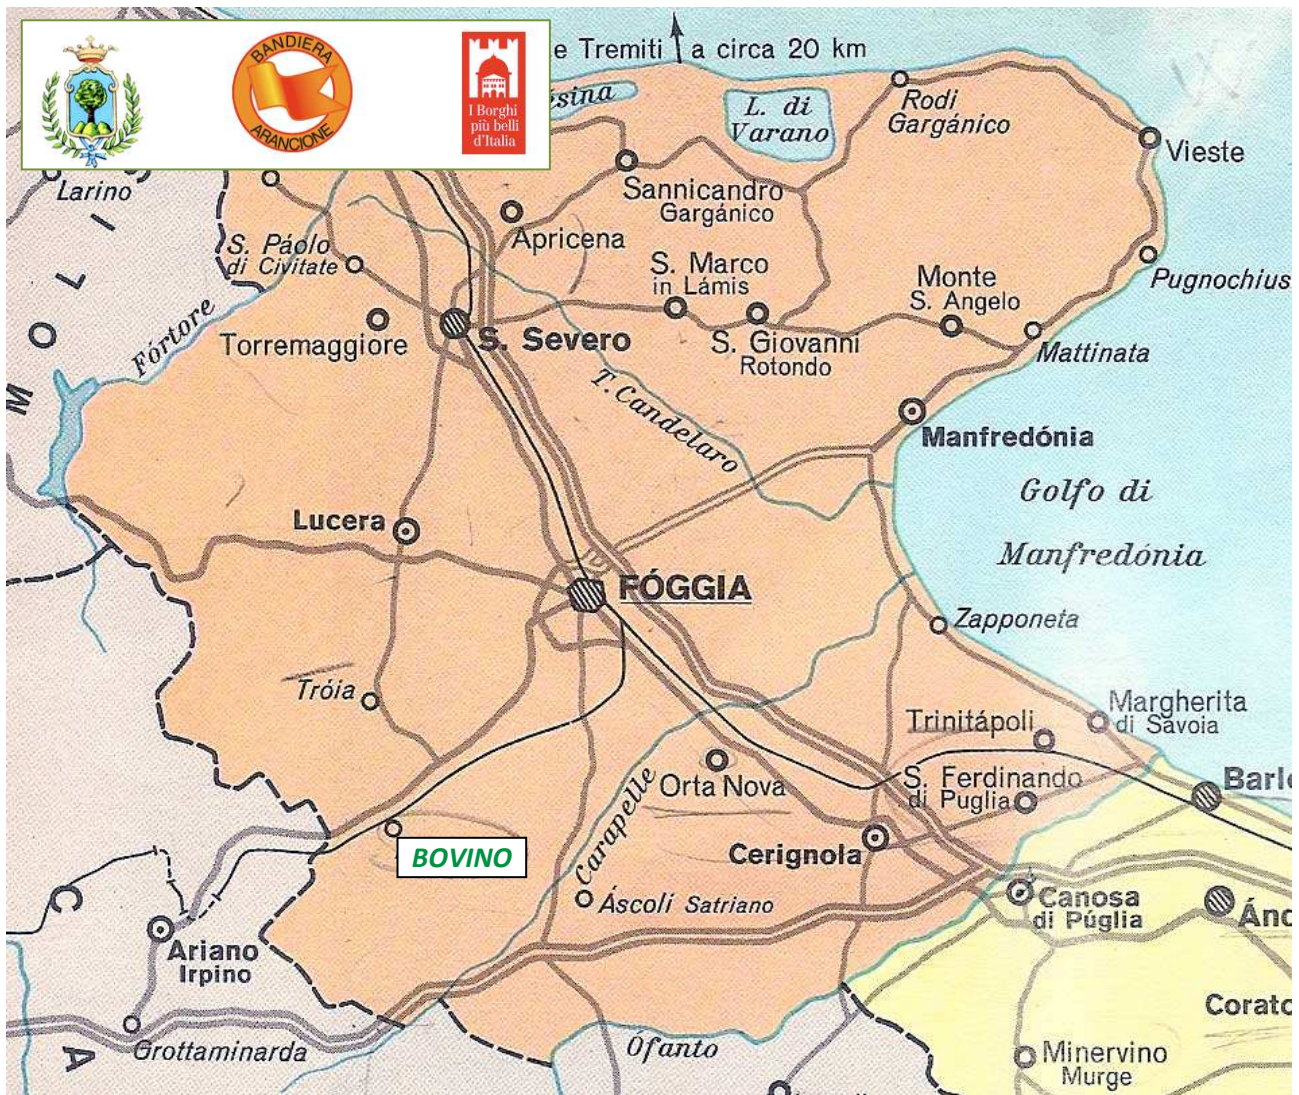 BANDIERA
ARANCIONE
I Borghi
più belli
d'Italia
e Tremiti a circa 20 km
L. di
Varano
Rodi
Gargánico
Vieste
Larino
Sannicandro
Gargánico
Apricena
S. Páolo
di Civitate
S. Marco
in Lámis
Monte
S. Angelo
Pugnochius
Fórtore
Torremaggiore
S. Severo
S. Giovanni
Rotondo
Mattinata
T. Candelaro
Manfredónia
Golfo di
Manfredónia
Lucera
FÓGGIA
Zapponeta
Tróia
Margherita
di Savoia
Trinitápoli
Orta Nova
S. Ferdinando
di Puglia
Carapelle
BOVINO
Cerignola
Áscoli Satriano
Canosa
di Púglia
Ariano
Irpino
Grottaminarda
Ofanto
Minervino
Murge